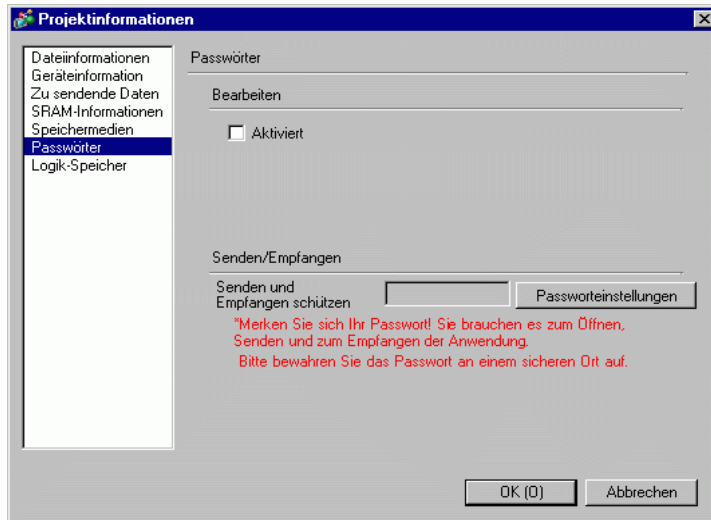 Projektinformationen
Dateiinformationen
Geräteinformation
Zu sendende Daten
SRAM-Informationen
Speichermedien
Passwörter
Logik-Speicher
Passwörter
Bearbeiten
Aktiviert
Senden/Empfangen
Senden und
Empfangen schützen
Passworteinstellungen
"Merken Sie sich Ihr Passwort! Sie brauchen es zum Öffnen,
Senden und zum Empfangen der Anwendung.
Bitte bewahren Sie das Passwort an einem sicheren Ort auf.
OK (O)
Abbrechen